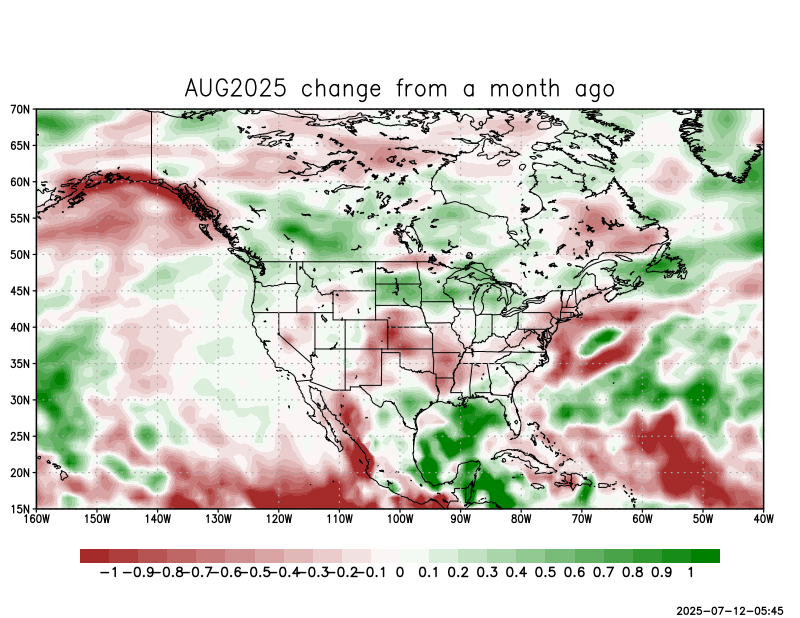 AUG2025 change from a month ago
70N
65N
60N
55N
50N
45N
40N
35N
30N
25N
20N
15N
160W 150W 140W 130W 120W 110W 100W 90W 80W 70W 60W 50W 40W
−1 −0.9 −0.8 −0.7 −0.6 −0.5 −0.4 −0.3 −0.2 −0.1 0 0.1 0.2 0.3 0.4 0.5 0.6 0.7 0.8 0.9 1
2025-07-12-05:45